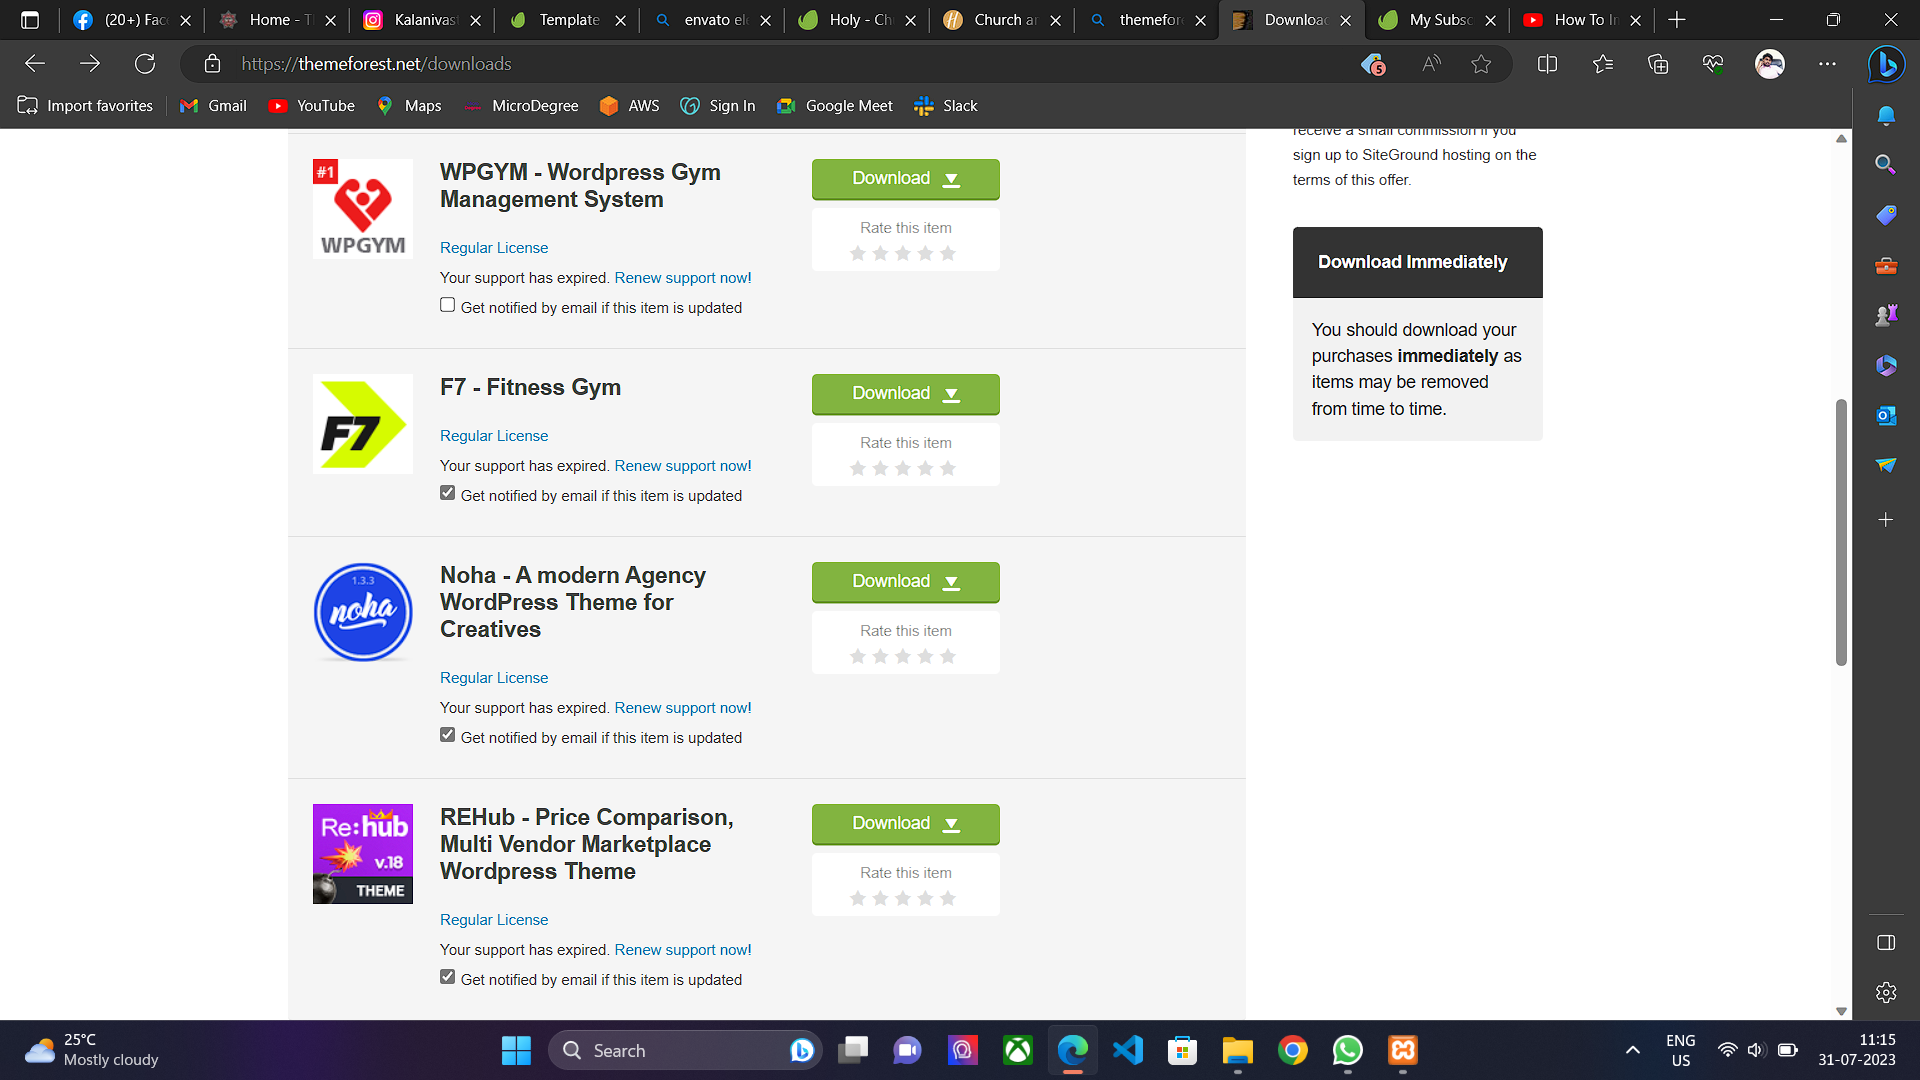 (20+) Fac
Home - T
Kalanivas
Template
envato el
Holy - Ch
Church a
themefor
Download
My Subsc
How To I
https://themeforest.net/downloads
5
Import favorites
Gmail
YouTube
Maps
MicroDegree
AWS
Sign In
Google Meet
Slack
receive a small commission if you
sign up to SiteGround hosting on the
terms of this offer.
#1
WPGYM
WPGYM - Wordpress Gym
Management System
Regular License
Your support has expired. Renew support now!
Get notified by email if this item is updated
Download
Rate this item
Download Immediately
You should download your
purchases immediately as
items may be removed
from time to time.
F7
F7 - Fitness Gym
Regular License
Your support has expired. Renew support now!
Get notified by email if this item is updated
Download
Rate this item
1.3.3
noha
Noha - A modern Agency
WordPress Theme for
Creatives
Regular License
Your support has expired. Renew support now!
Get notified by email if this item is updated
Download
Rate this item
Re:hub
v.18
THEME
REHub - Price Comparison,
Multi Vendor Marketplace
Wordpress Theme
Regular License
Your support has expired. Renew support now!
Get notified by email if this item is updated
Download
Rate this item
25°C
Mostly cloudy
Search
ENG
US
11:15
31-07-2023